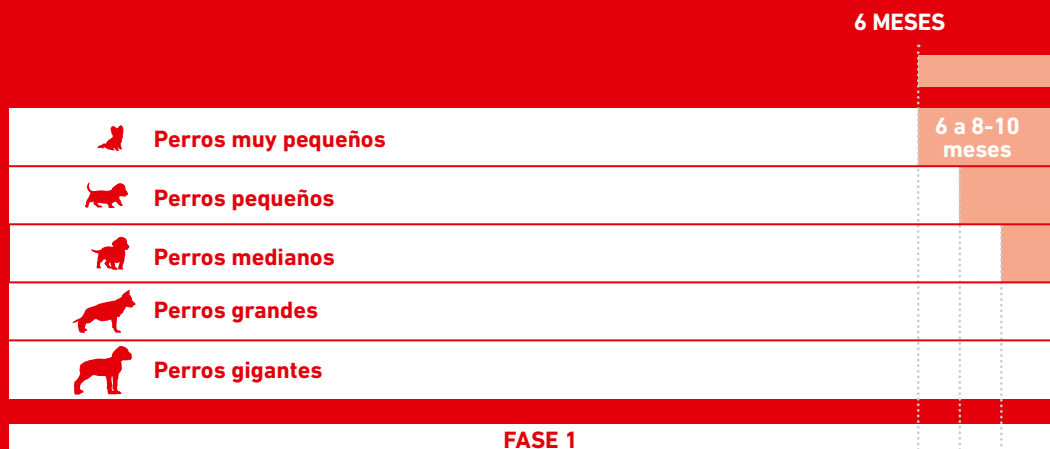 6 MESES
Perros muy pequeños
6 a 8-10
meses
Perros pequeños
Perros medianos
Perros grandes
Perros gigantes
FASE 1